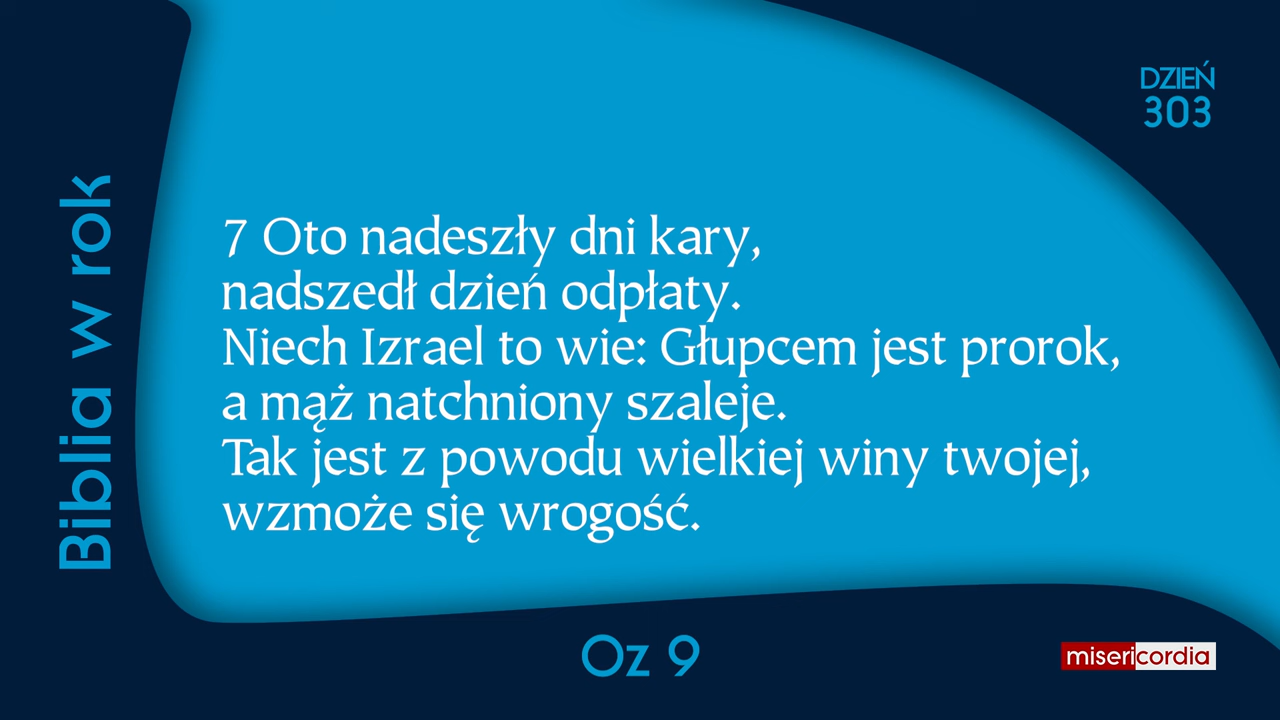 DZIEŃ
303
Biblia w rok
7 Oto nadeszły dni kary,
nadszedł dzień odpłaty.
Niech Izrael to wie: Głupcem jest prorok,
a mąż natchniony szaleje.
Tak jest z powodu wielkiej winy twojej,
wzmoże się wrogość.
Oz 9
misericordia